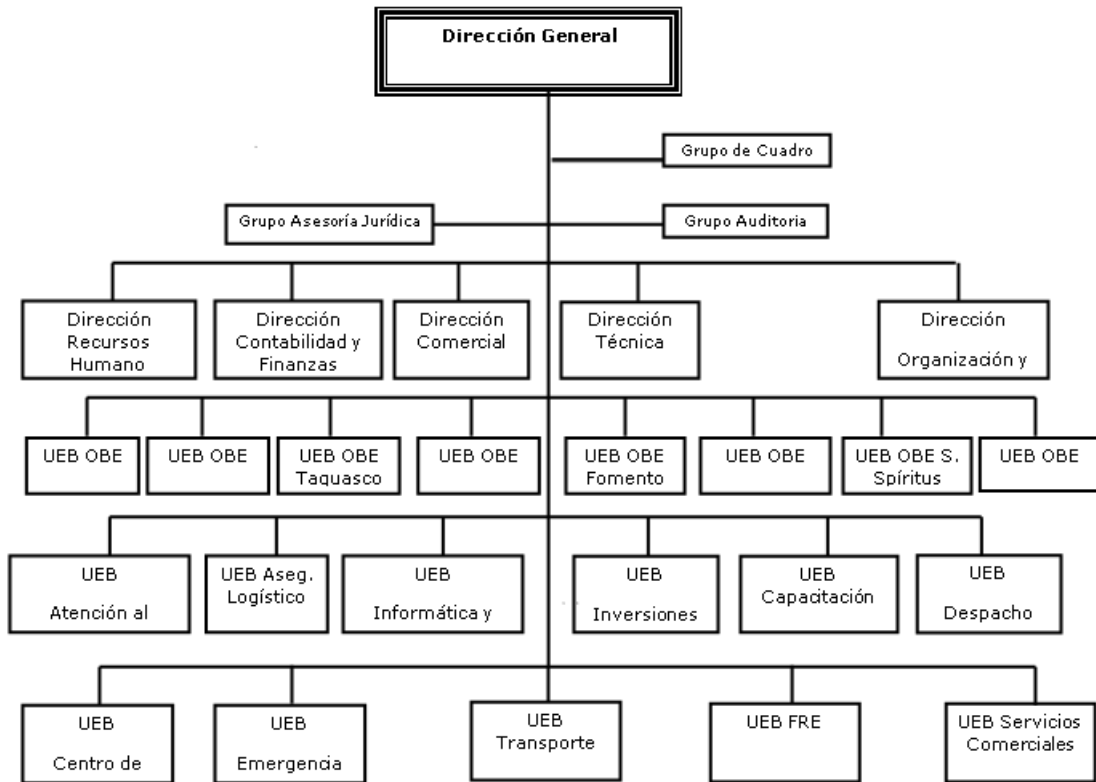 Dirección General
Grupo de Cuadro
Grupo Asesoría Jurídica
Grupo Auditoria
Dirección
Recursos
Humano
Dirección
Contabilidad y
Finanzas
Dirección
Comercial
Dirección
Técnica
Dirección
Organización y
UEB OBE
UEB OBE
UEB OBE
Taguasco
UEB OBE
UEB OBE
Fomento
UEB OBE
UEB OBE S.
Spíritus
UEB OBE
UEB
Atención al
UEB Aseg.
Logístico
UEB
Informática y
UEB
Inversiones
UEB
Capacitación
UEB
Despacho
UEB
Centro de
UEB
Emergencia
UEB
Transporte
UEB FRE
UEB Servicios
Comerciales